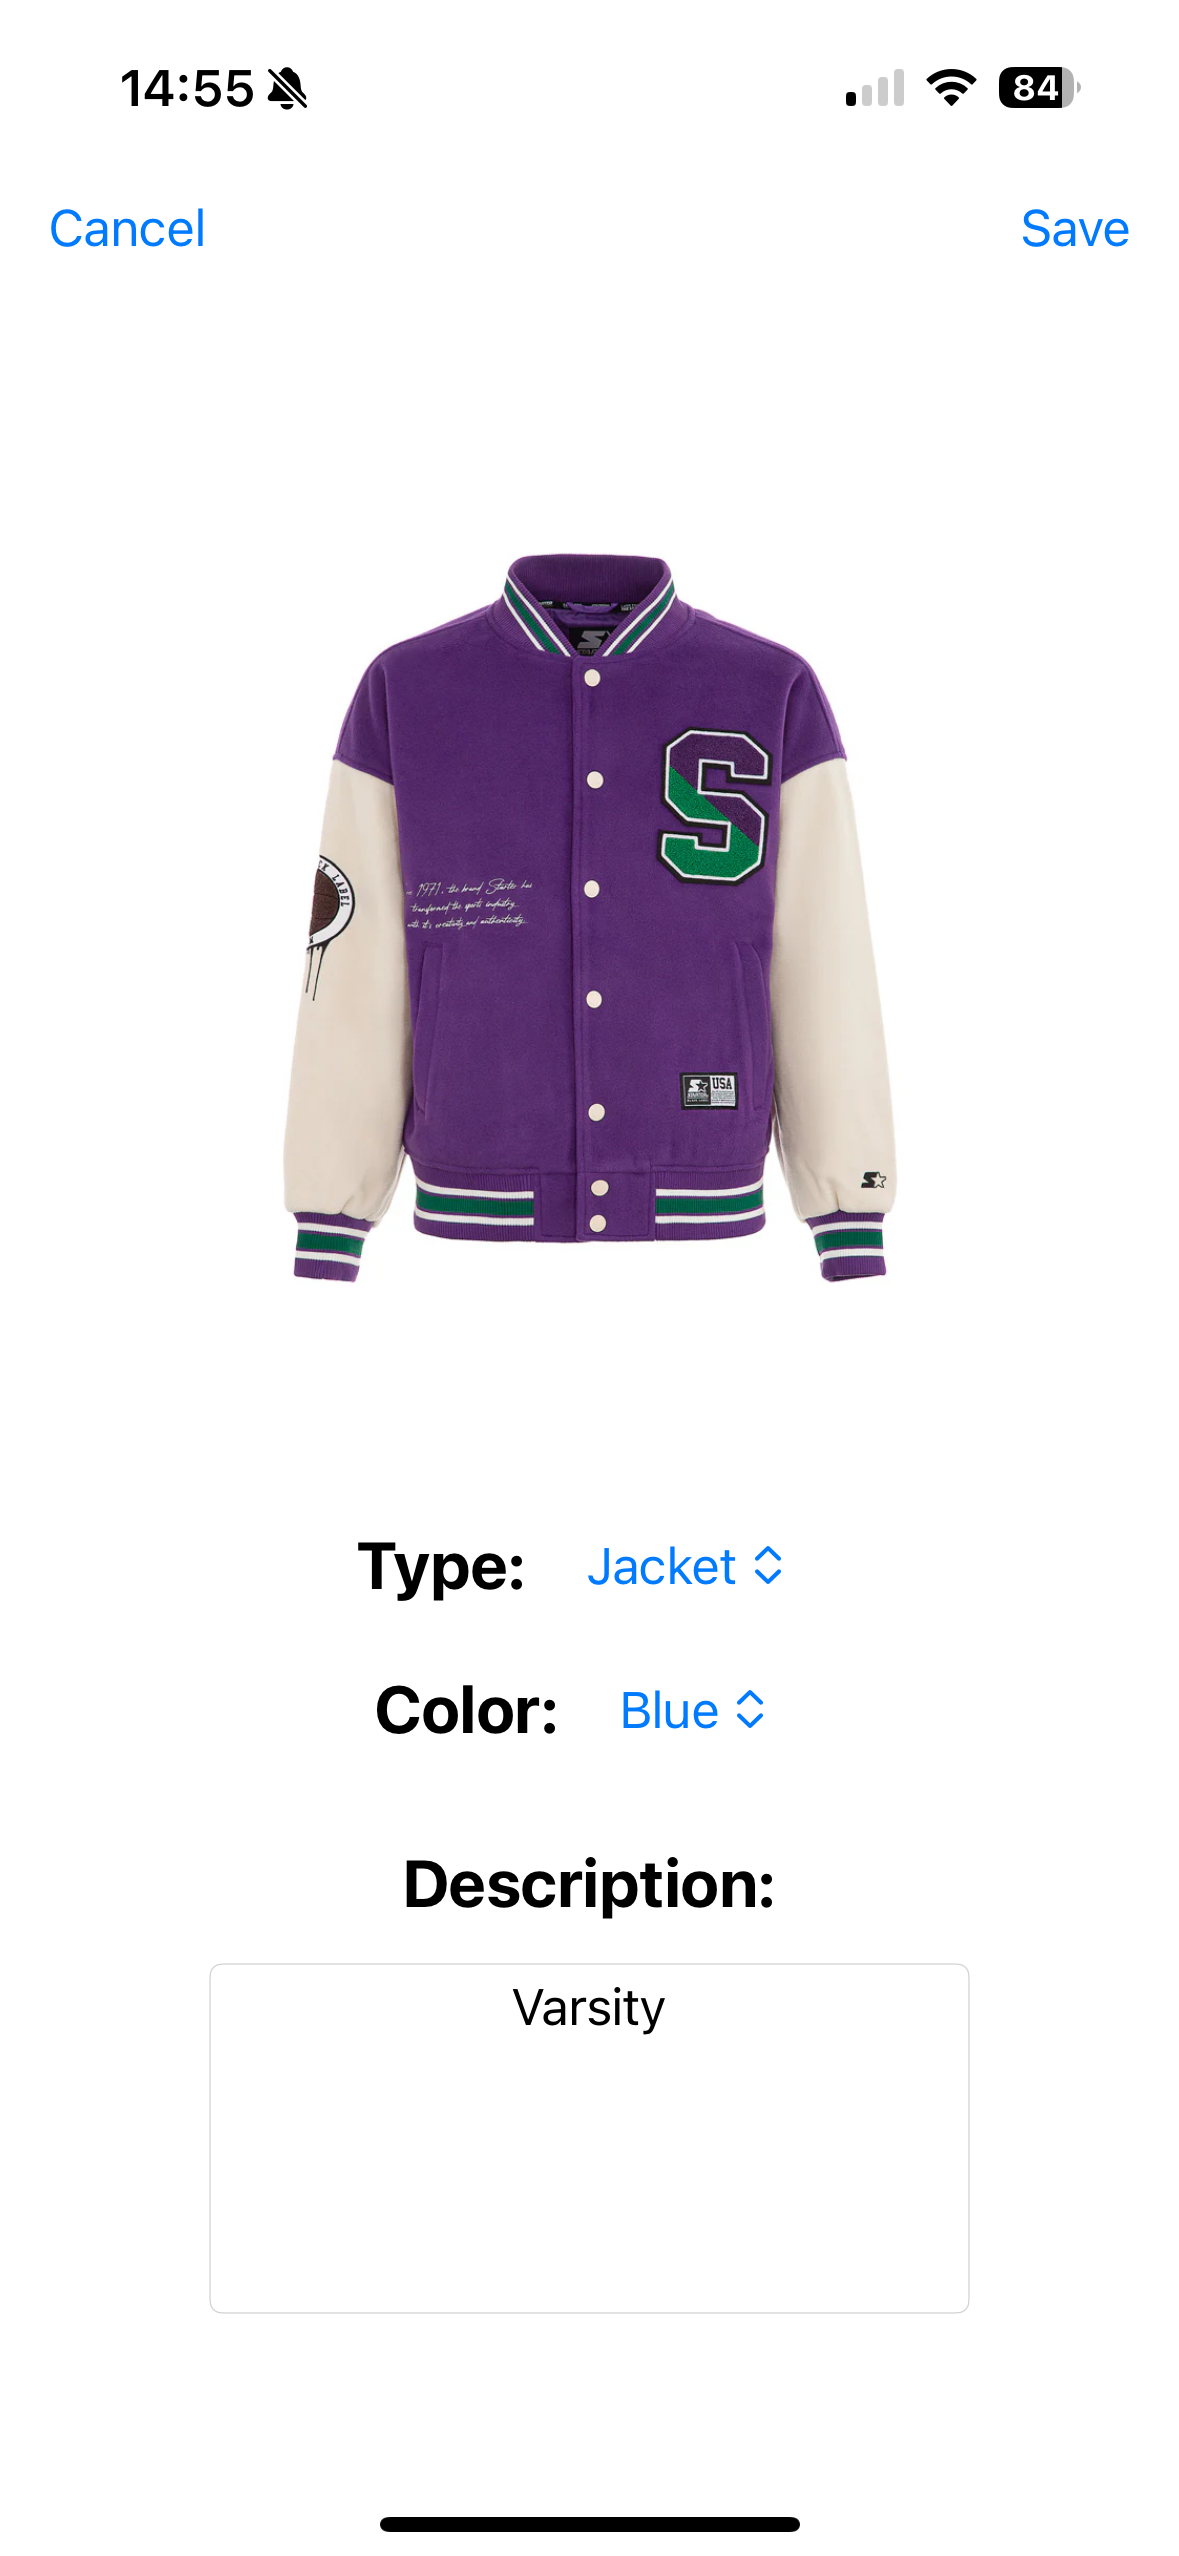 14:55
84
Cancel
Save
S
K LABEL
1971, the brand Starter has
transformed the sports industry
with it's creativity and authenticity.
USA
Type: Jacket
Color: Blue
Description:
Varsity